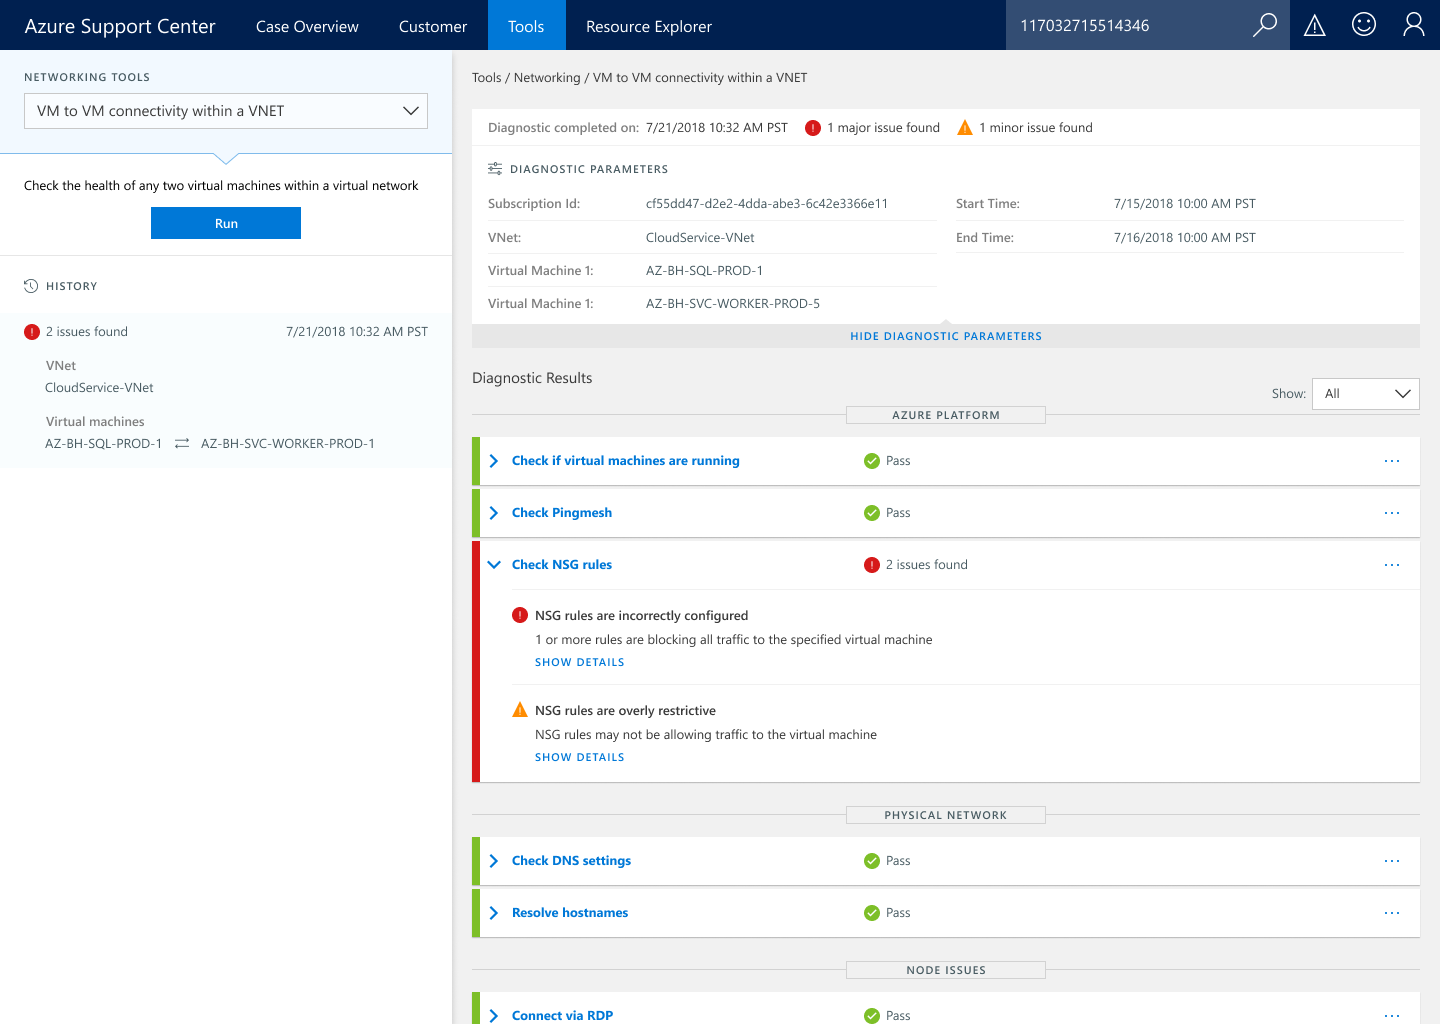 Azure Support Center
Case Overview
Customer
Tools
Resource Explorer
117032715514346
NETWORKING TOOLS
VM to VM connectivity within a VNET
Check the health of any two virtual machines within a virtual network
Run
HISTORY
2 issues found 7/21/2018 10:32 AM PST
VNet
CloudService-VNet
Virtual machines
AZ-BH-SQL-PROD-1 AZ-BH-SVC-WORKER-PROD-1
Tools / Networking / VM to VM connectivity within a VNET
Diagnostic completed on: 7/21/2018 10:32 AM PST 1 major issue found 1 minor issue found
DIAGNOSTIC PARAMETERS
Subscription Id: cf55dd47-d2e2-4dda-abe3-6c42e3366e11
VNet: CloudService-VNet
Virtual Machine 1: AZ-BH-SQL-PROD-1
Virtual Machine 1: AZ-BH-SVC-WORKER-PROD-5
Start Time: 7/15/2018 10:00 AM PST
End Time: 7/16/2018 10:00 AM PST
HIDE DIAGNOSTIC PARAMETERS
Diagnostic Results
Show: All
AZURE PLATFORM
Check if virtual machines are running Pass
Check Pingmesh Pass
Check NSG rules 2 issues found
NSG rules are incorrectly configured
1 or more rules are blocking all traffic to the specified virtual machine
SHOW DETAILS
NSG rules are overly restrictive
NSG rules may not be allowing traffic to the virtual machine
SHOW DETAILS
PHYSICAL NETWORK
Check DNS settings Pass
Resolve hostnames Pass
NODE ISSUES
Connect via RDP Pass